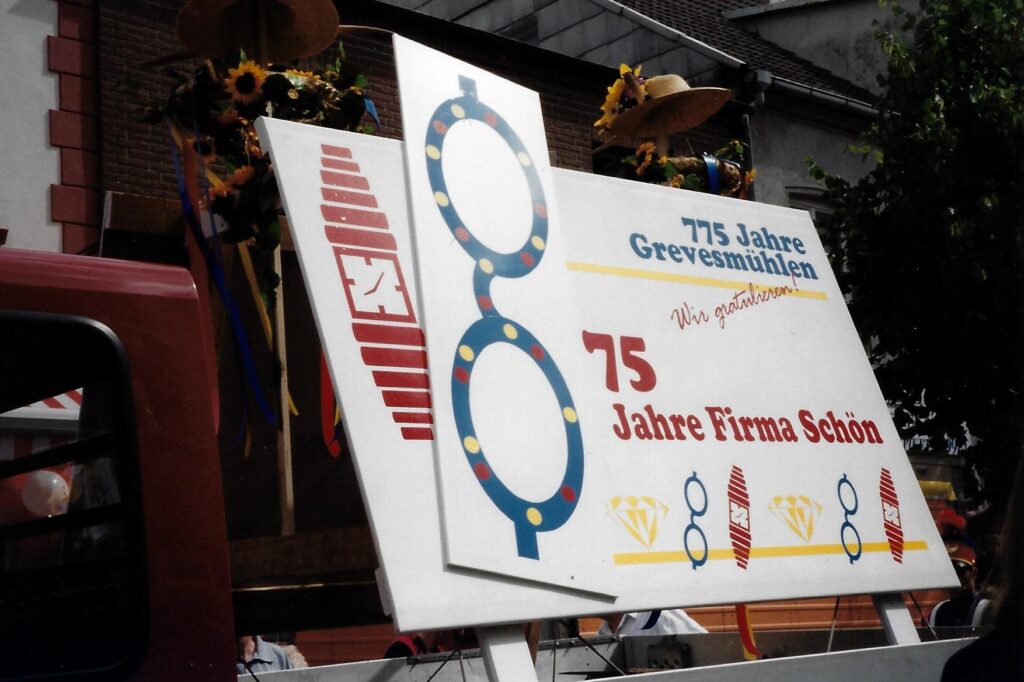 775 Jahre
Grevesmühlen
Wir gratulieren!
75
Jahre Firma Schön